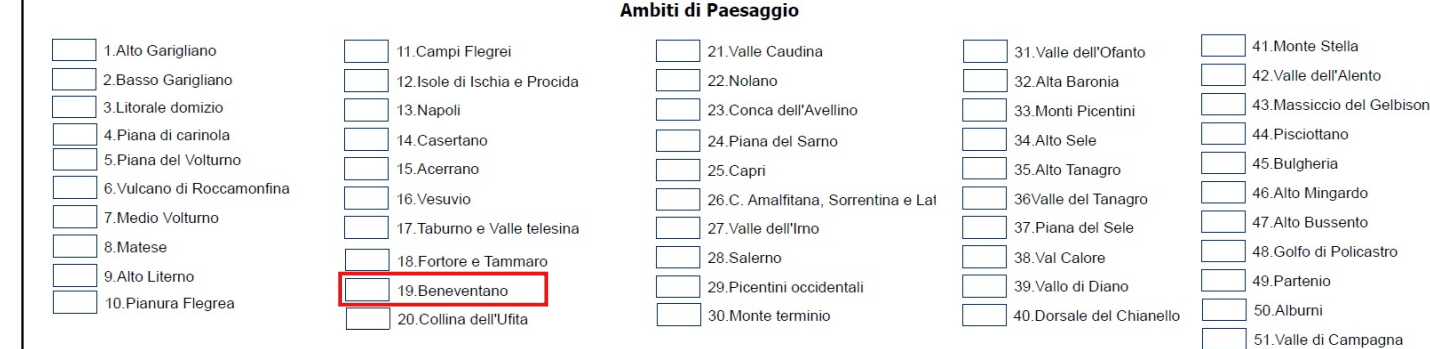 Ambiti di Paesaggio
1.Alto Garigliano
2.Basso Garigliano
3.Litorale domizio
4.Piana di carinola
5.Piana del Volturno
6.Vulcano di Roccamonfina
7.Medio Volturno
8.Matese
9.Alto Literno
10.Pianura Flegrea
11.Campi Flegrei
12.Isole di Ischia e Procida
13.Napoli
14.Casertano
15.Acerrano
16.Vesuvio
17.Taburno e Valle telesina
18.Fortore e Tammaro
19.Beneventano
20.Collina dell'Ufita
21.Valle Caudina
22.Nolano
23.Conca dell'Avellino
24.Piana del Sarno
25.Capri
26.C. Amalfitana, Sorrentina e Lat
27.Valle dell'Irno
28.Salerno
29.Picentini occidentali
30.Monte terminio
31.Valle dell'Ofanto
32.Alta Baronia
33.Monti Picentini
34.Alto Sele
35.Alto Tanagro
36Valle del Tanagro
37.Piana del Sele
38.Val Calore
39.Vallo di Diano
40.Dorsale del Chianello
41.Monte Stella
42.Valle dell'Alento
43.Massiccio del Gelbison
44.Pisciottano
45.Bulgheria
46.Alto Mingardo
47.Alto Bussento
48.Golfo di Policastro
49.Partenio
50.Alburni
51.Valle di Campagna